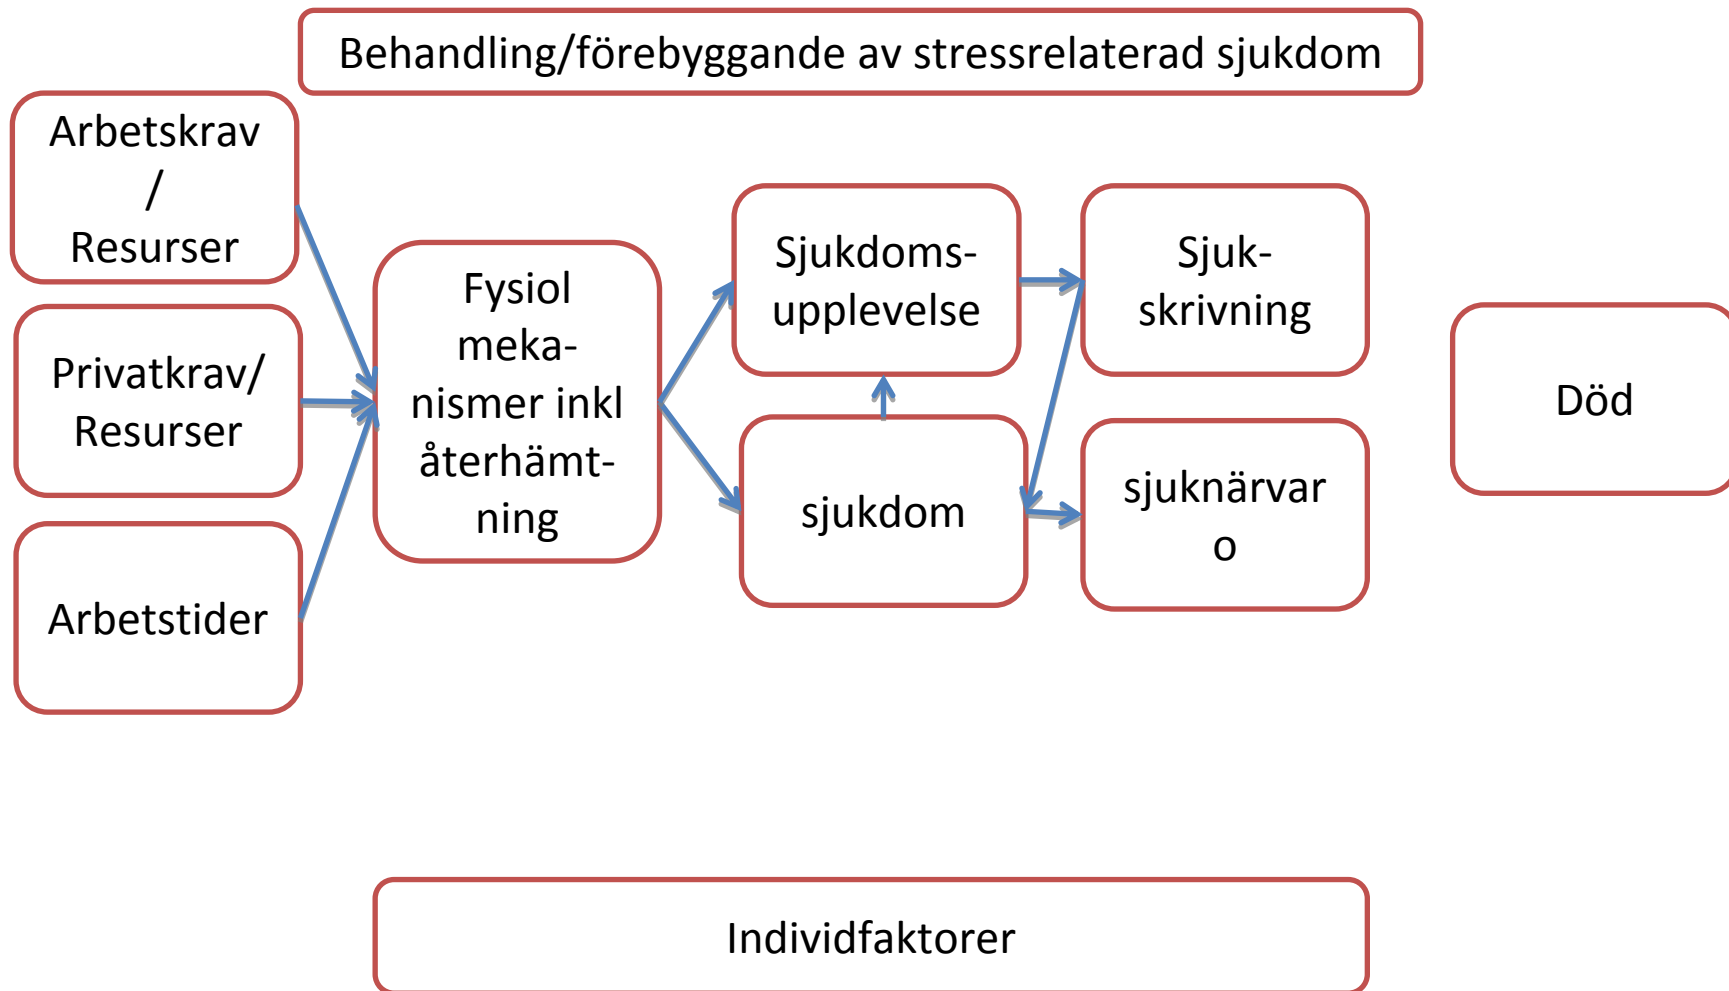 Behandling/förebyggande av stressrelaterad sjukdom
Arbetskrav
/
Resurser
Privatkrav/
Resurser
Arbetstider
Fysiol
meka-
nismer inkl
återhämt-
ning
Sjukdoms-
upplevelse
sjukdom
Sjuk-
skrivning
sjuknärvar
o
Död
Individfaktorer